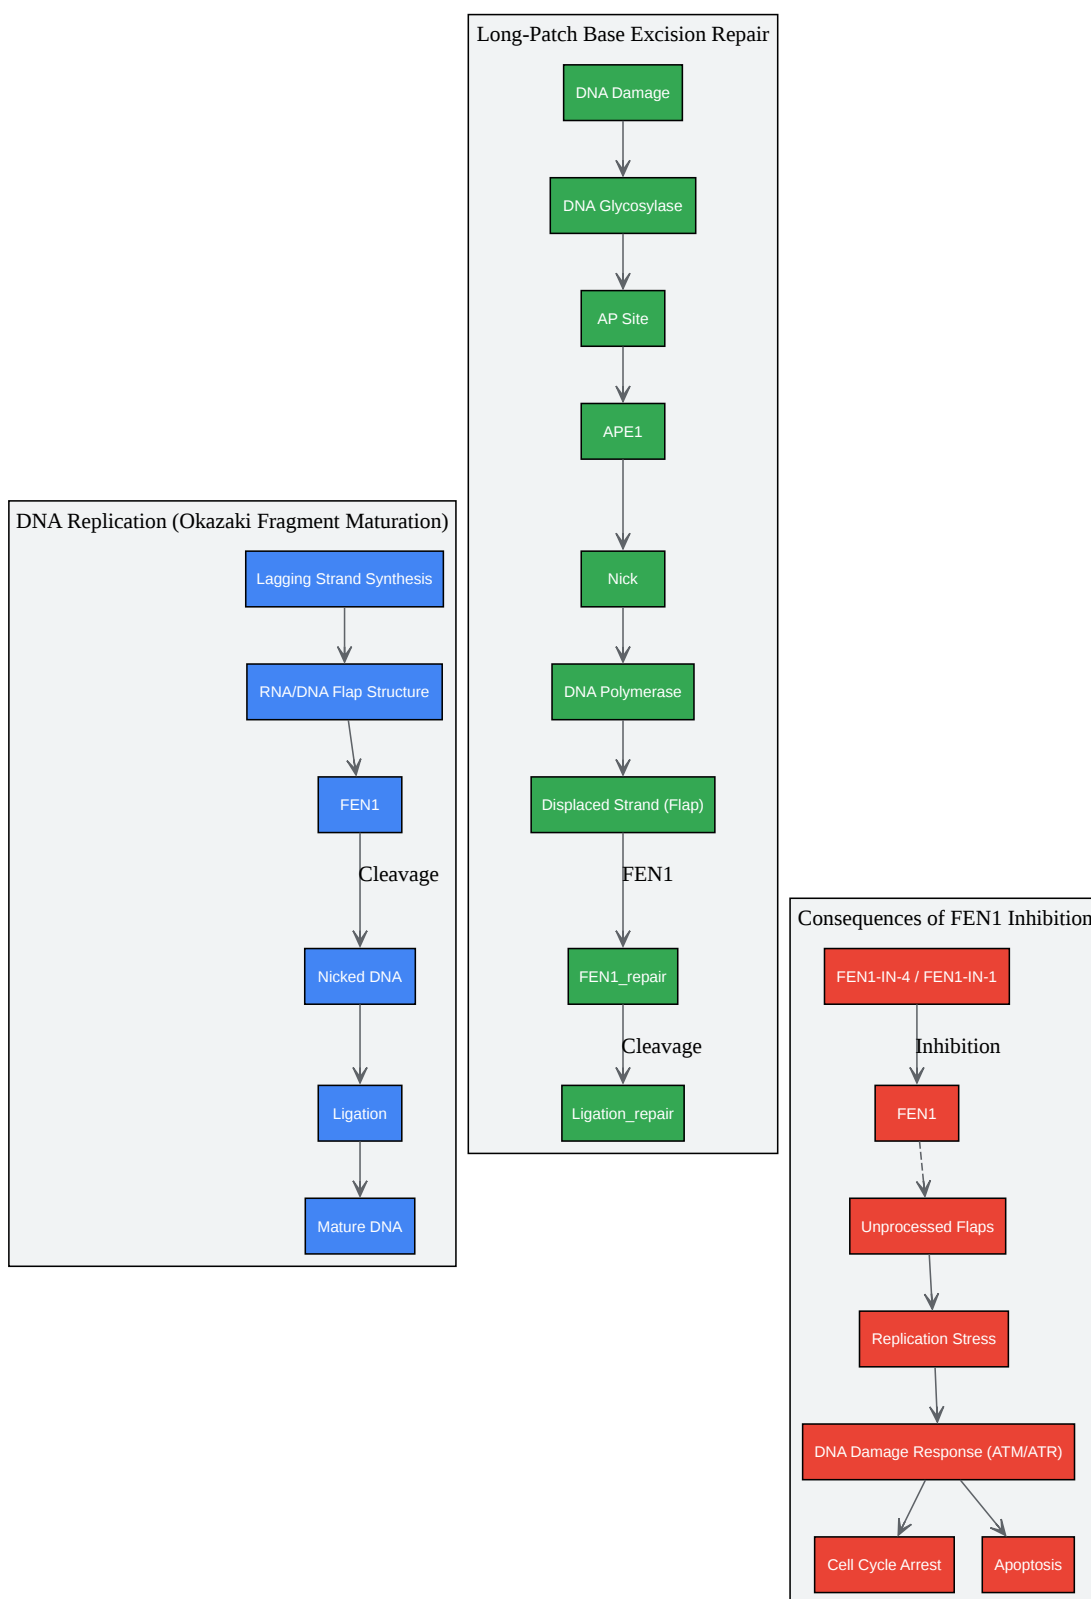 Long-Patch Base Excision Repair
DNA Damage
DNA Glycosylase
AP Site
APE1
Nick
DNA Polymerase
Displaced Strand (Flap)
FEN1
FEN1_repair
Cleavage
Ligation_repair
DNA Replication (Okazaki Fragment Maturation)
Lagging Strand Synthesis
RNA/DNA Flap Structure
FEN1
Cleavage
Nicked DNA
Ligation
Mature DNA
Consequences of FEN1 Inhibition
FEN1-IN-4 / FEN1-IN-1
Inhibition
FEN1
Unprocessed Flaps
Replication Stress
DNA Damage Response (ATM/ATR)
Cell Cycle Arrest
Apoptosis